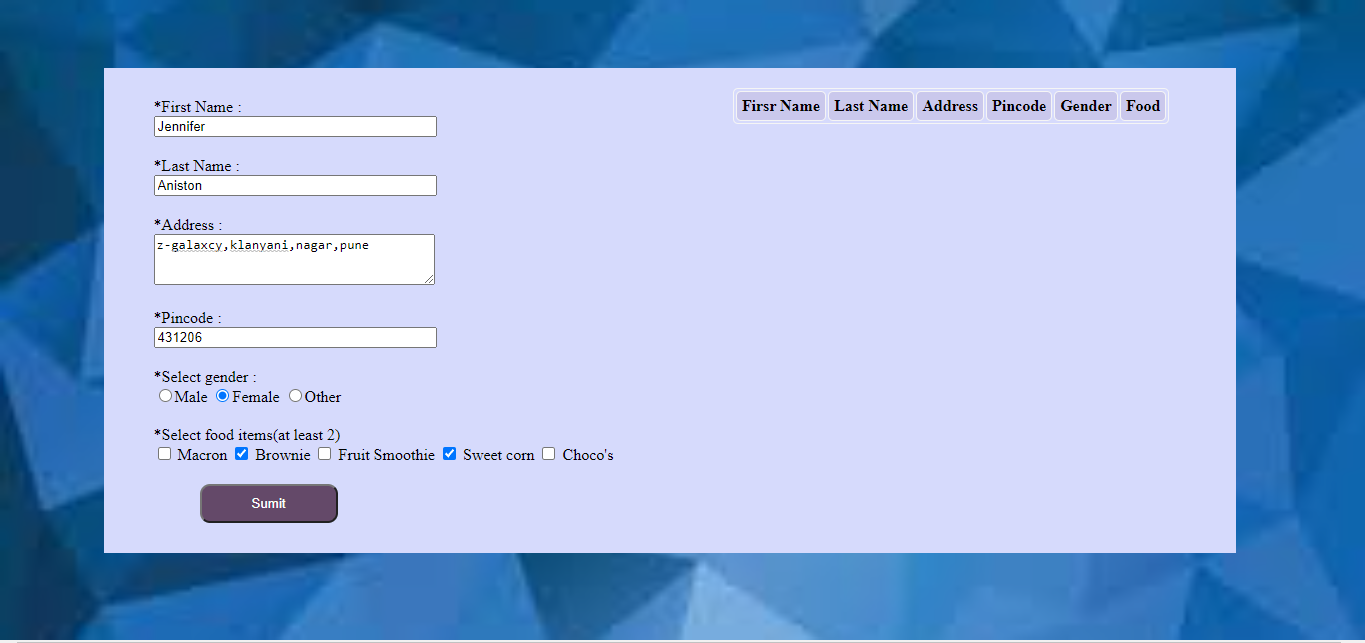 *First Name :
Jennifer
*Last Name :
Aniston
*Address :
z-galaxcy,klanyani,nagar,pune
*Pincode :
431206
*Select gender :
Male Female Other
*Select food items(at least 2)
Macron Brownie Fruit Smoothie Sweet corn Choco's
Sumit
Firsr Name Last Name Address Pincode Gender Food